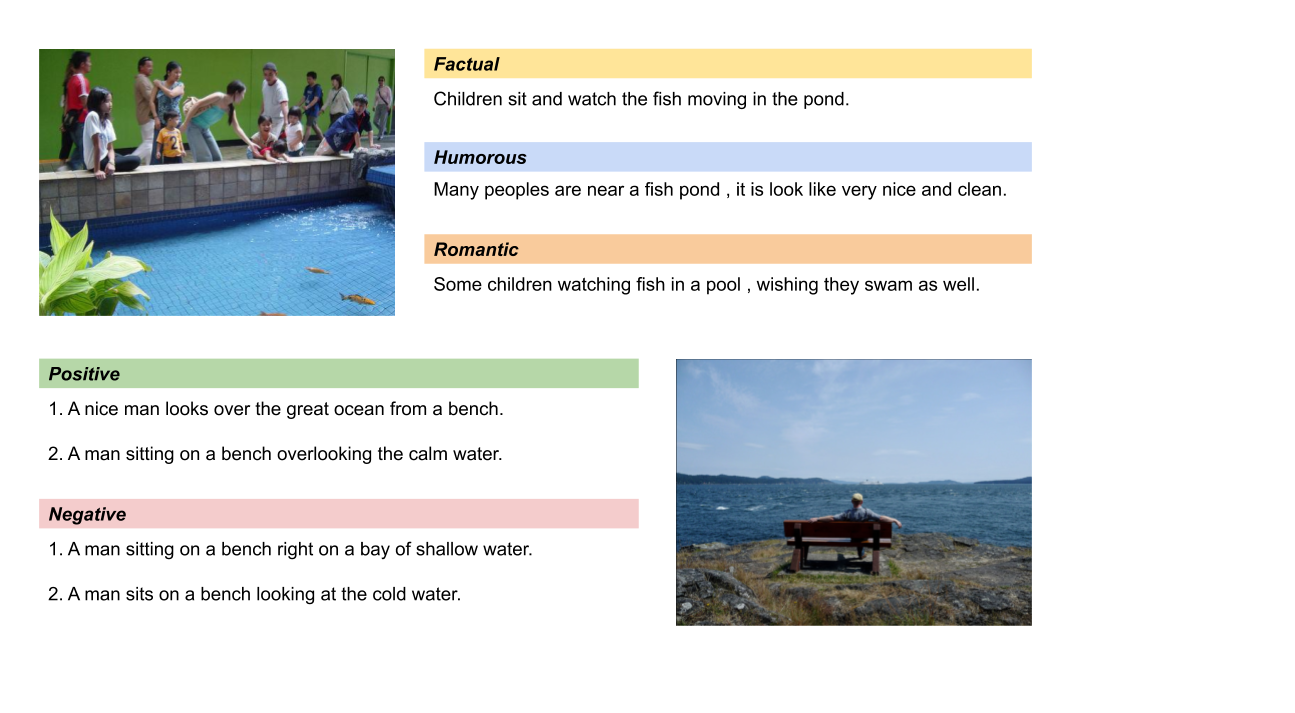 Factual
Children sit and watch the fish moving in the pond.
Humorous
Many peoples are near a fish pond , it is look like very nice and clean.
Romantic
Some children watching fish in a pool , wishing they swam as well.
Positive
1. A nice man looks over the great ocean from a bench.
2. A man sitting on a bench overlooking the calm water.
Negative
1. A man sitting on a bench right on a bay of shallow water.
2. A man sits on a bench looking at the cold water.
2